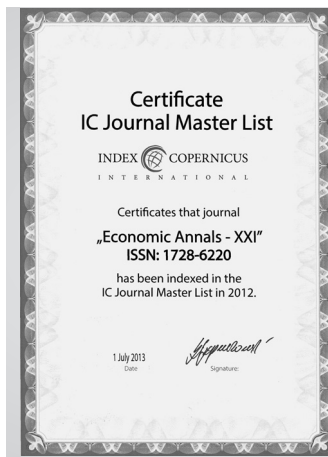 Certificate
IC Journal Master List
INDEX COPERNICUS
INTERNATIONAL
Certificates that journal
„Economic Annals - XXI”
ISSN: 1728-6220
has been indexed in the
IC Journal Master List in 2012.
1 July 2013
Date
Signature: